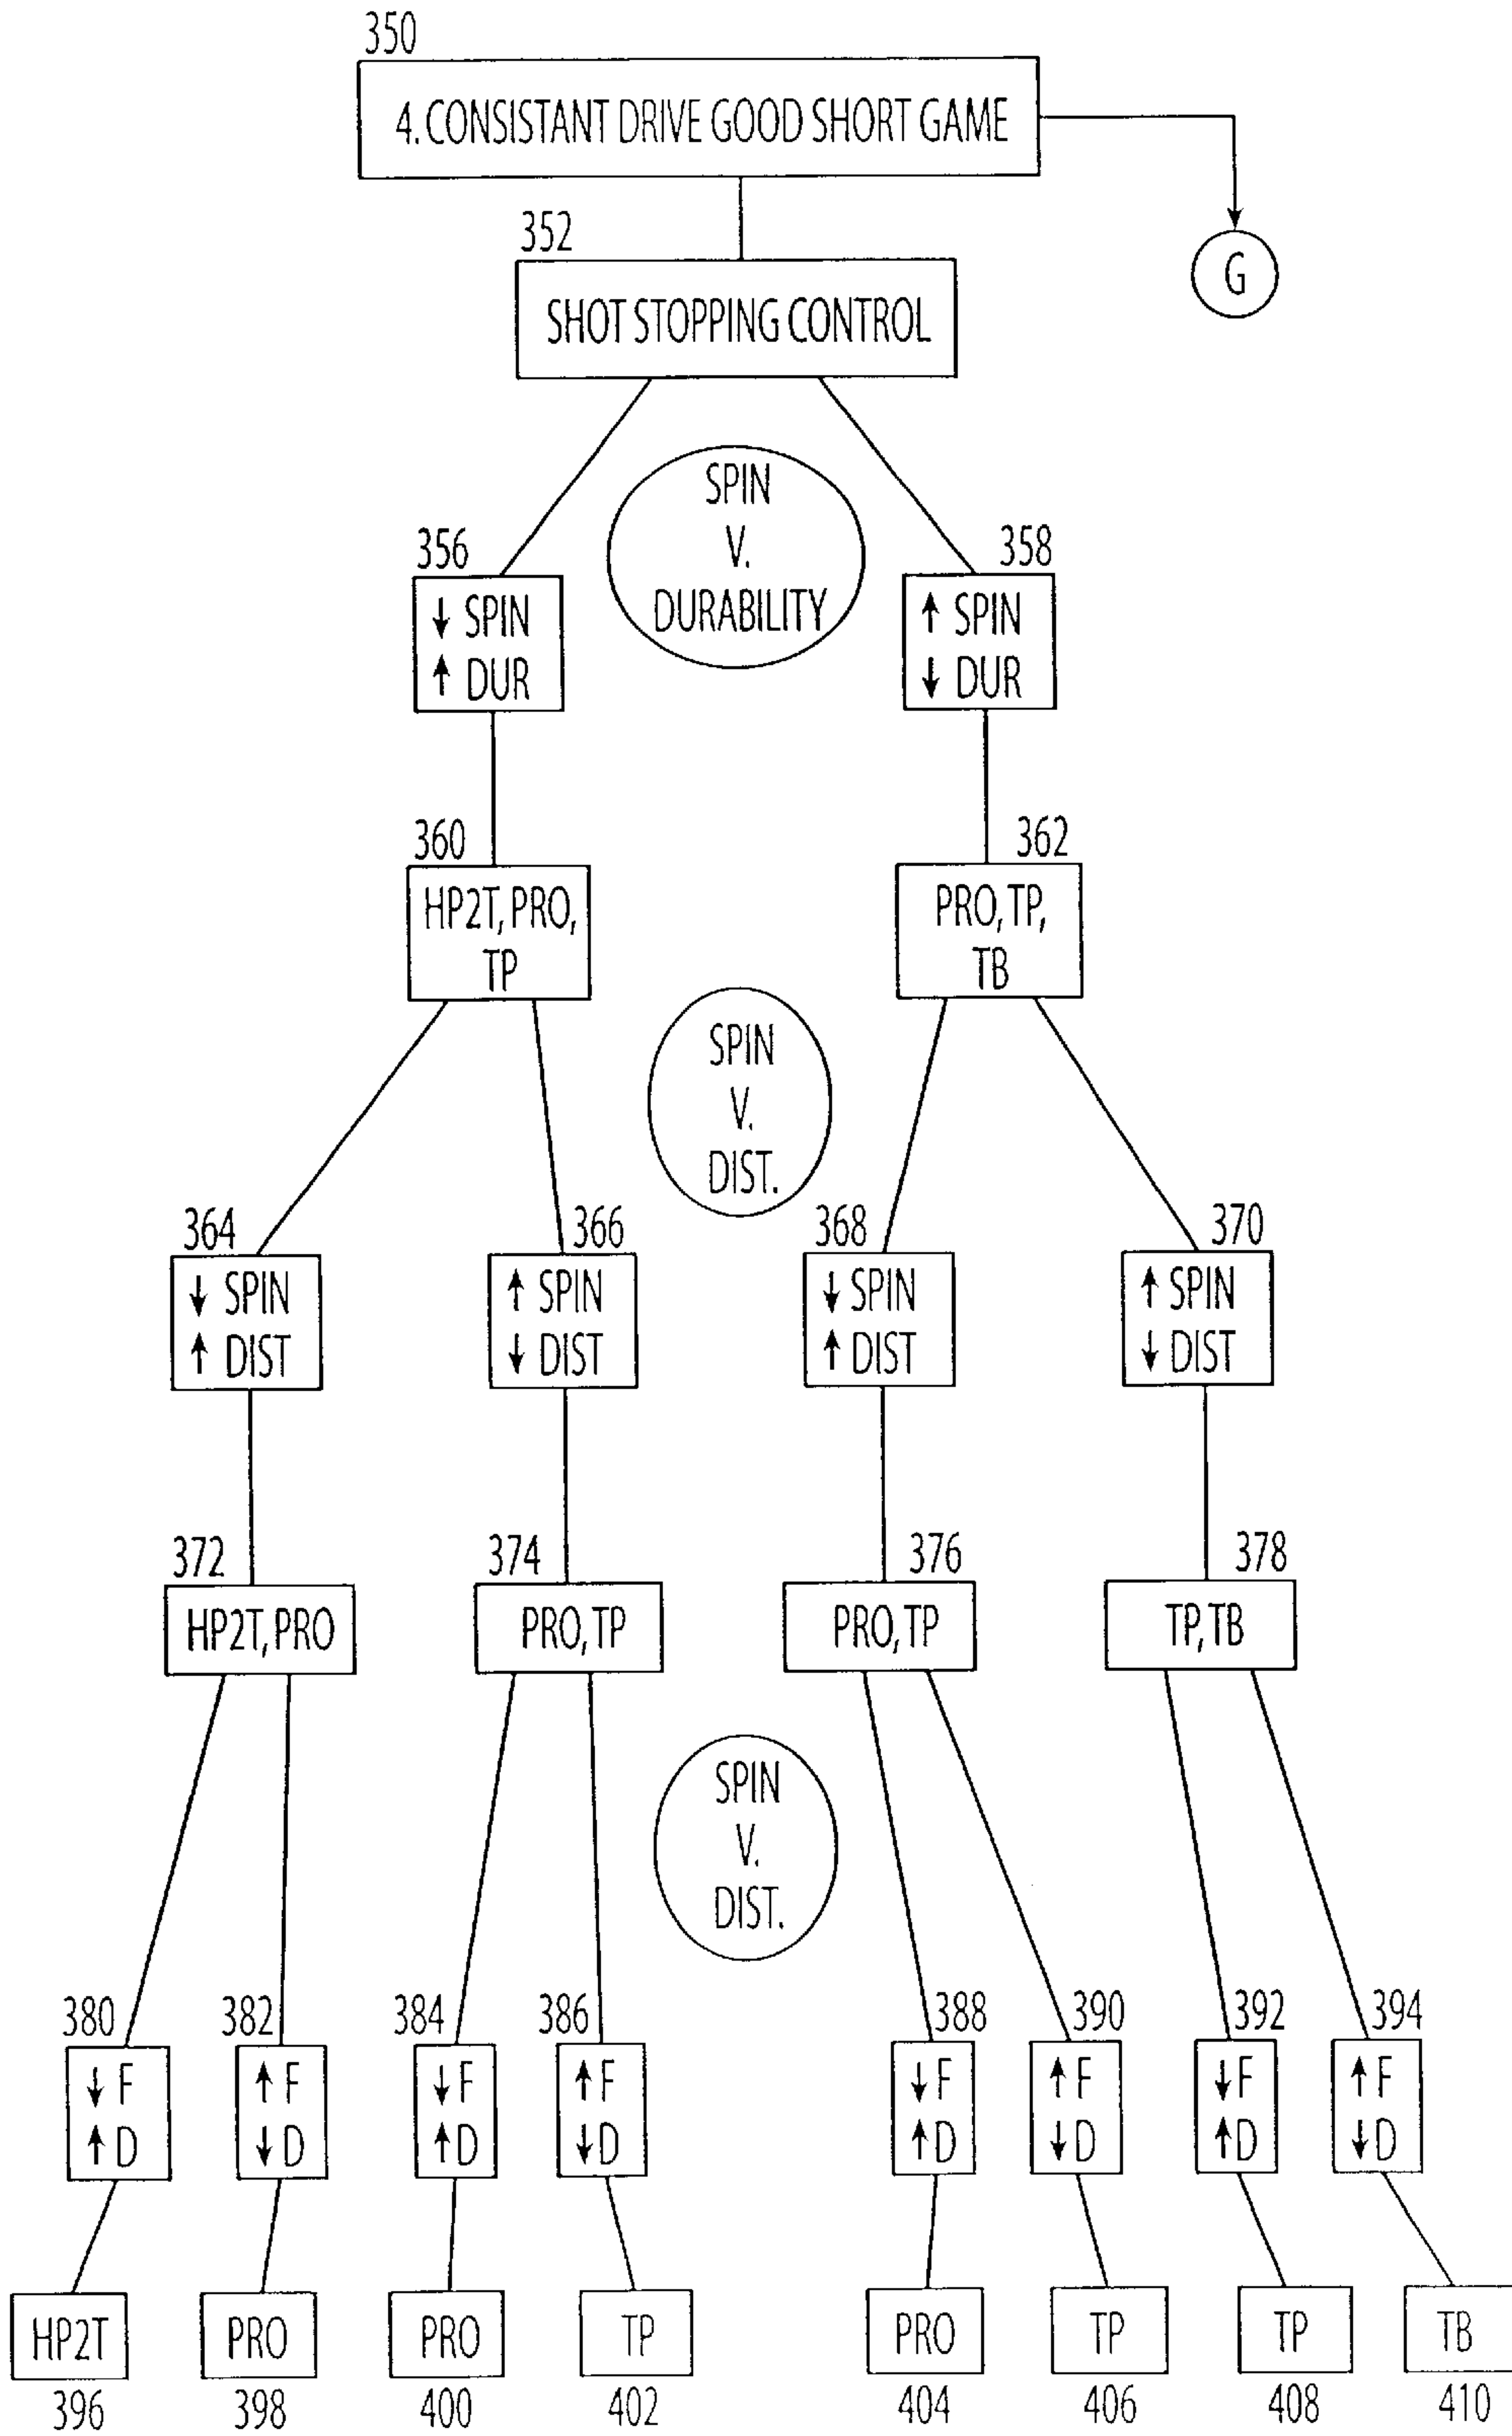 350
4. CONSISTANT DRIVE GOOD SHORT GAME
G
352
SHOT STOPPING CONTROL
SPIN
V.
DURABILITY
356
↓ SPIN
↑ DUR
358
↑ SPIN
↓ DUR
360
HP2T, PRO,
TP
362
PRO, TP,
TB
SPIN
V.
DIST.
364
↓ SPIN
↑ DIST
366
↑ SPIN
↓ DIST
368
↓ SPIN
↑ DIST
370
↑ SPIN
↓ DIST
372
HP2T, PRO
374
PRO, TP
376
PRO, TP
378
TP, TB
SPIN
V.
DIST.
380
↓ F
↑ D
382
↑ F
↓ D
384
↓ F
↑ D
386
↑ F
↓ D
388
↓ F
↑ D
390
↑ F
↓ D
392
↓ F
↑ D
394
↑ F
↓ D
HP2T
396
PRO
398
PRO
400
TP
402
PRO
404
TP
406
TP
408
TB
410